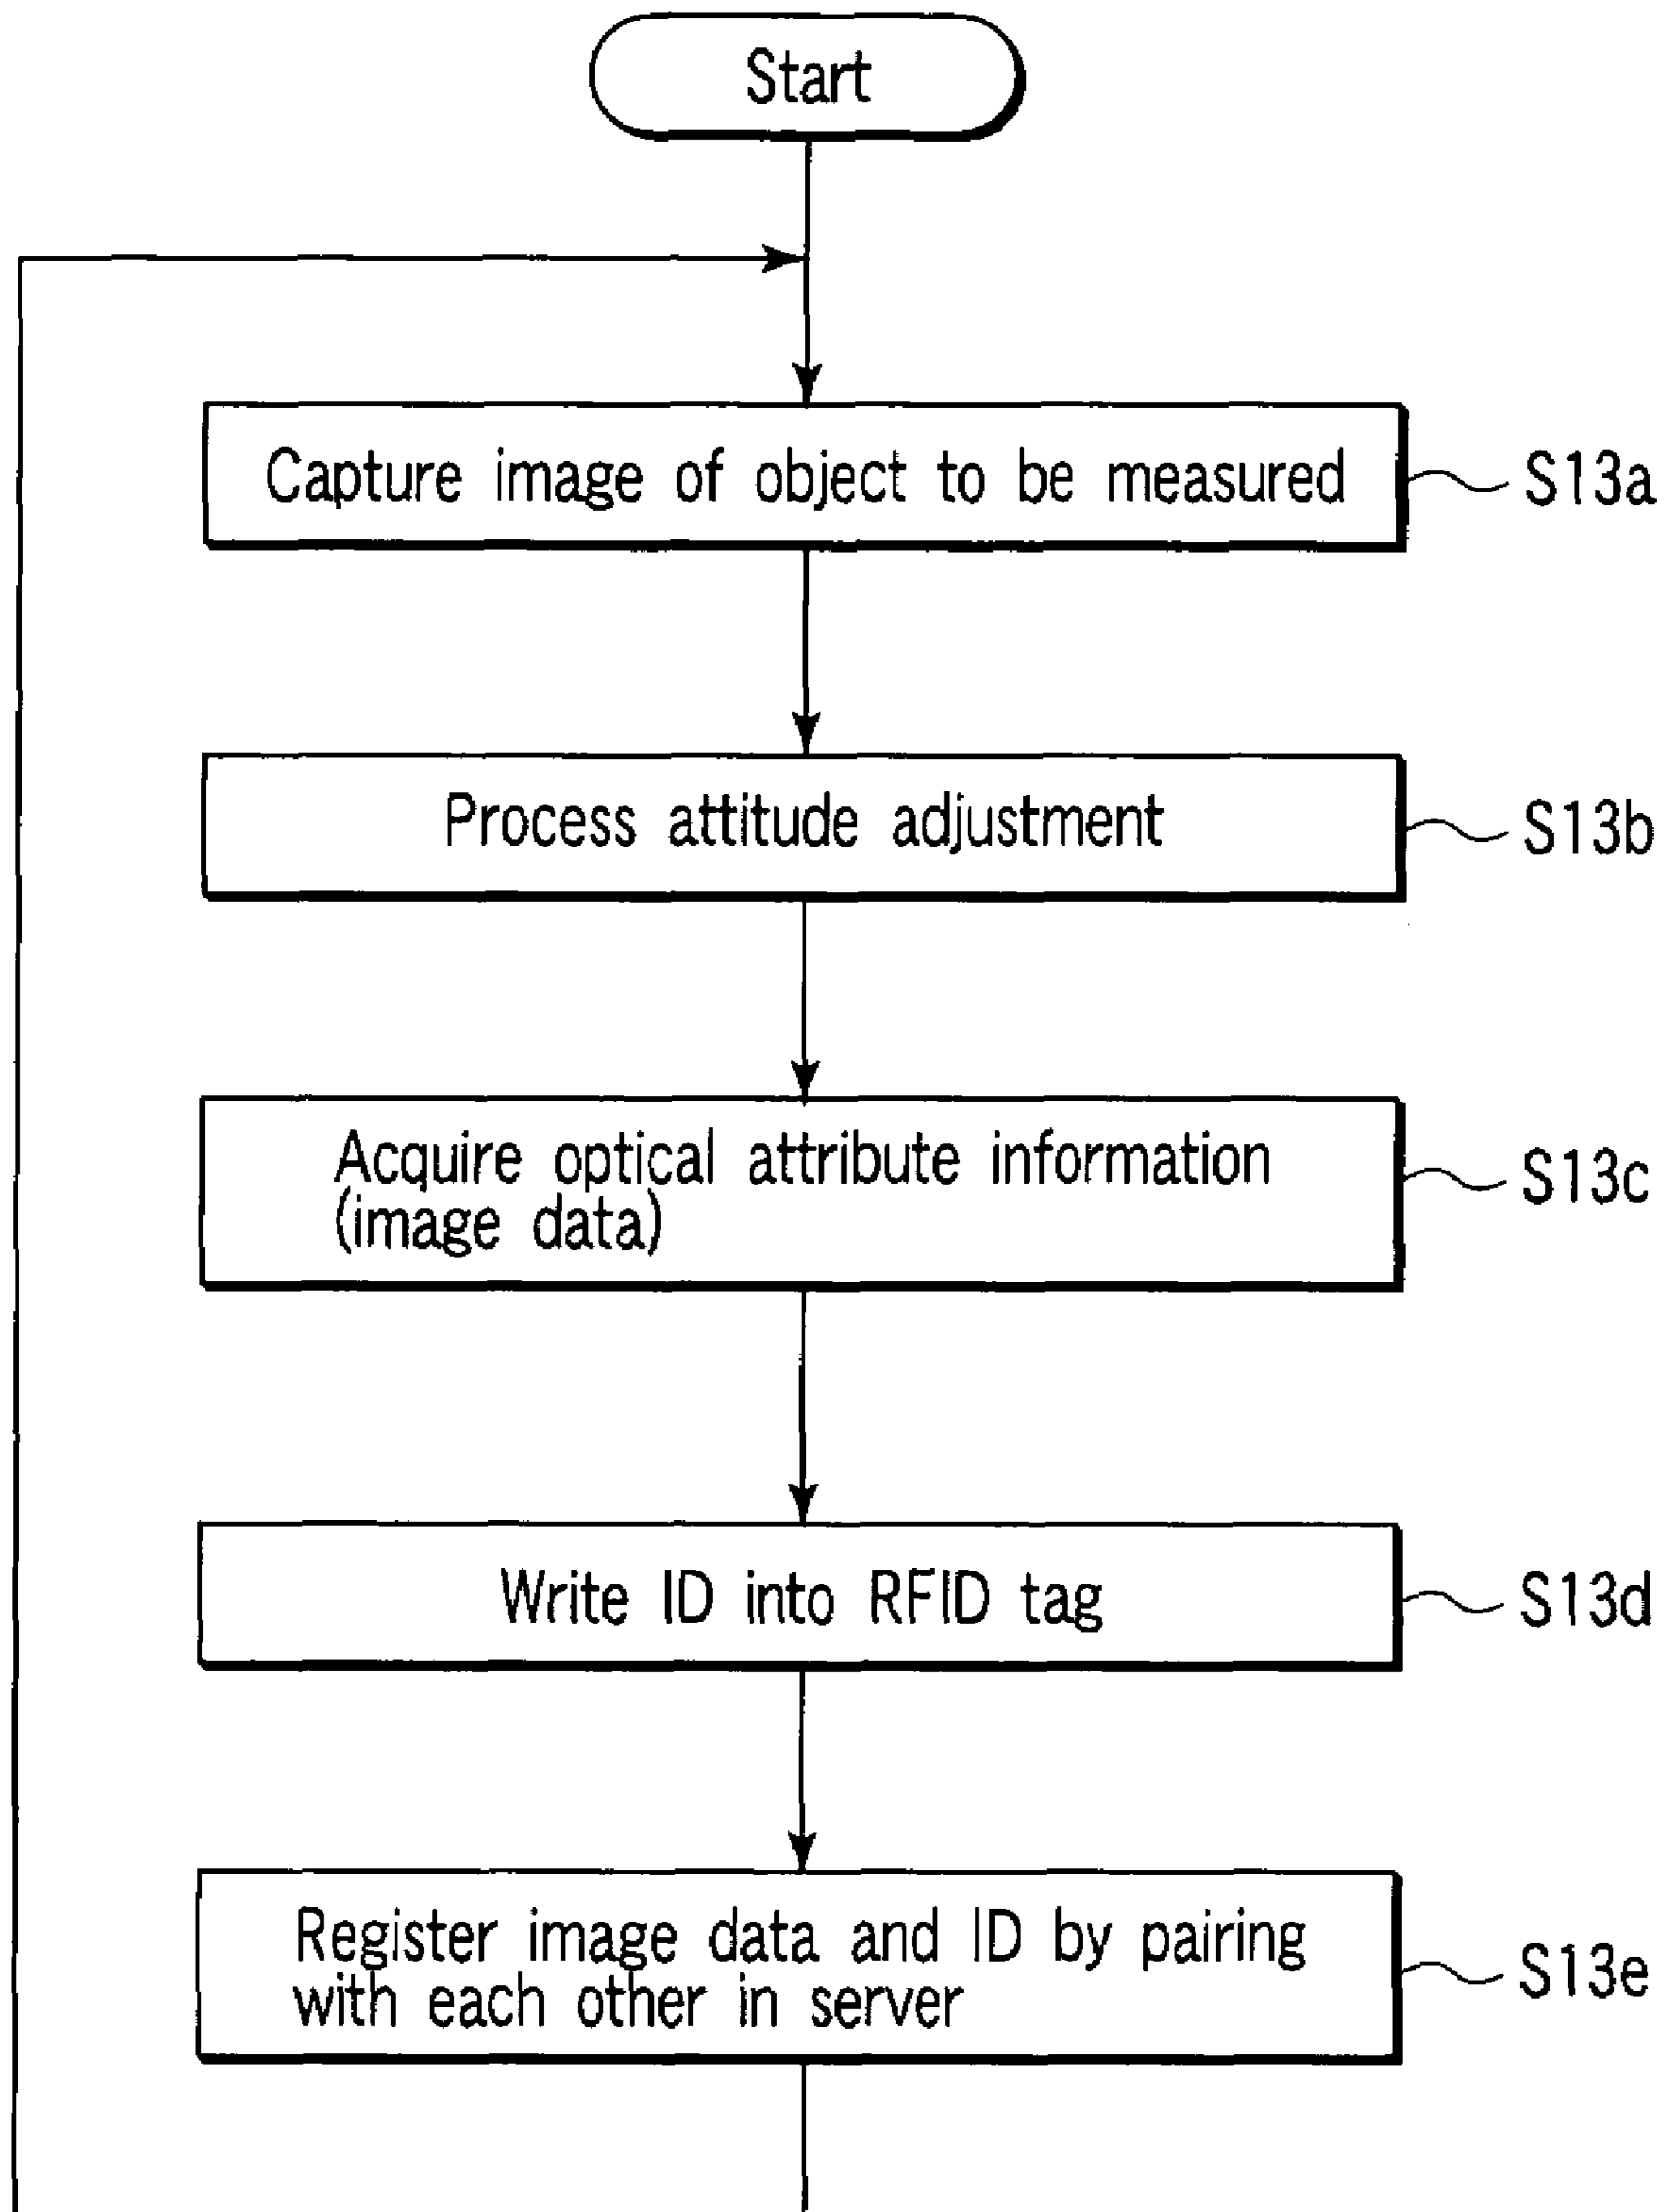 Start
Capture image of object to be measured
S13a
Process attitude adjustment
S13b
Acquire optical attribute information
(image data)
S13c
Write ID into RFID tag
S13d
Register image data and ID by pairing
with each other in server
S13e